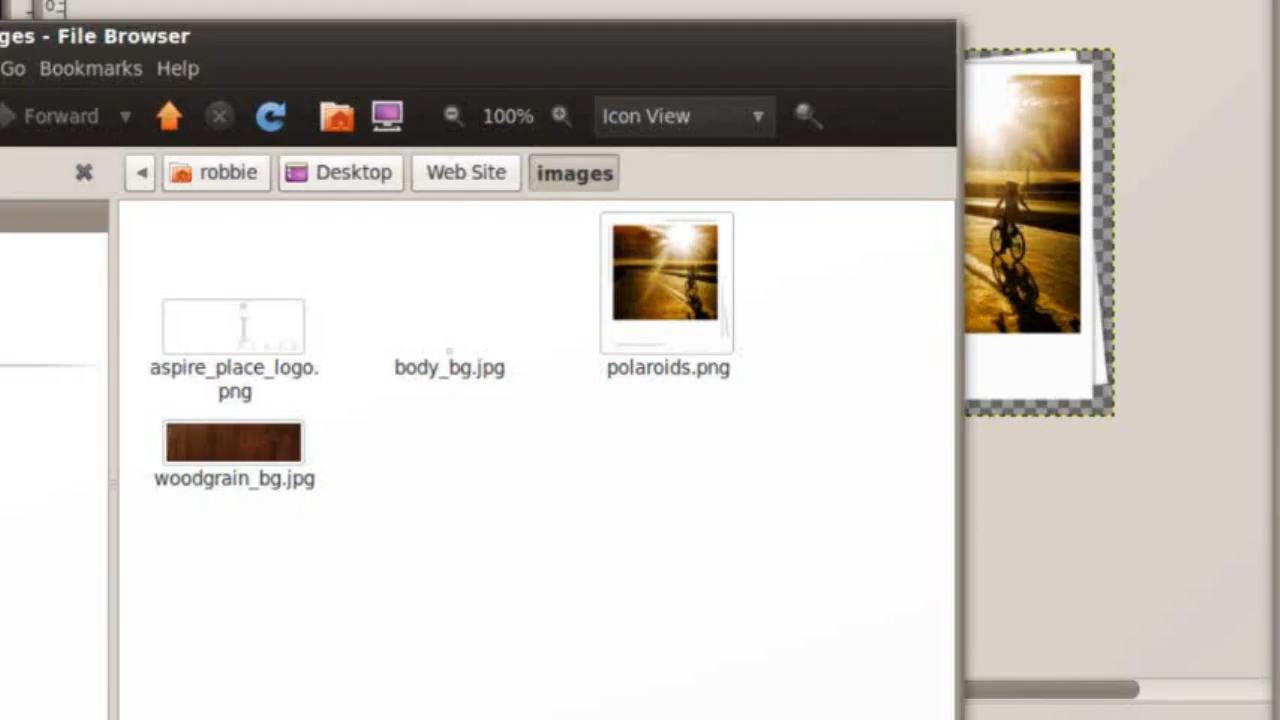 ges - File Browser
Go Bookmarks Help
Forward 100% Icon View
robbie Desktop Web Site images
aspire_place_logo.
png
body_bg.jpg
polaroids.png
woodgrain_bg.jpg